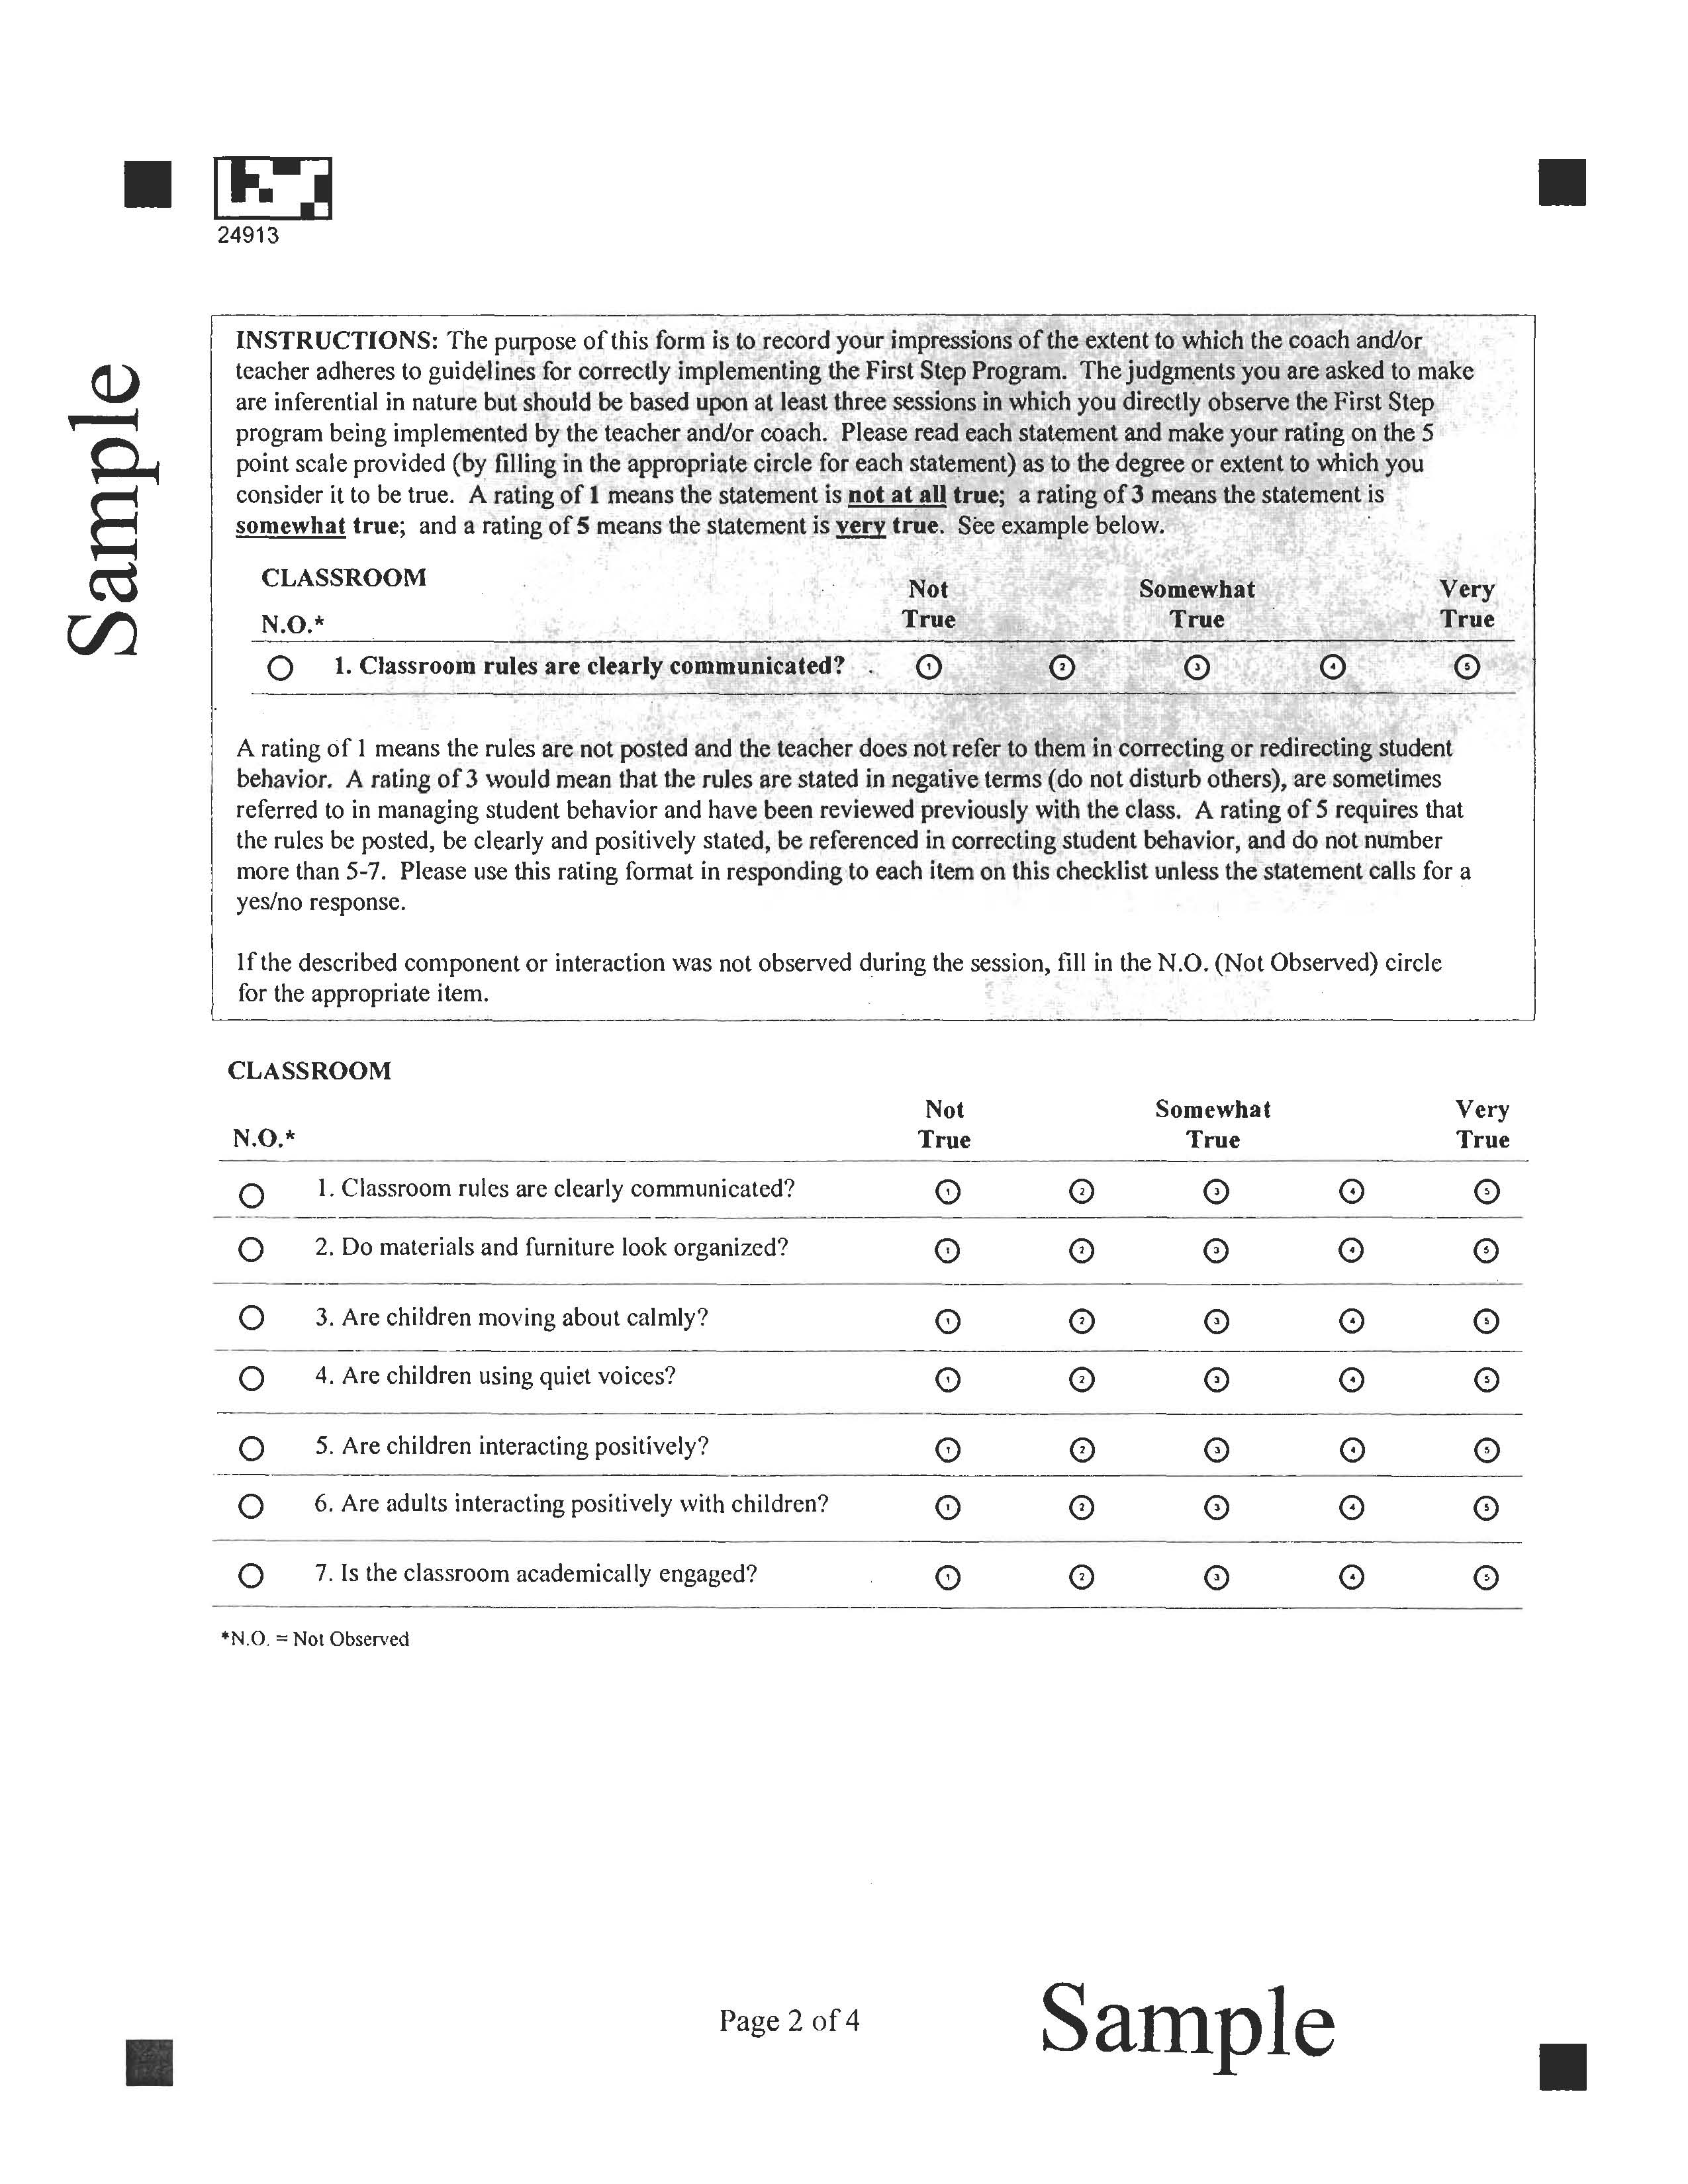 24913
Sample
INSTRUCTIONS: The purpose of this form is to record your impressions of the extent to which the coach and/or
teacher adheres to guidelines for correctly implementing the First Step Program. The judgments you are asked to make
are inferential in nature but should be based upon at least three sessions in which you directly observe the First Step
program being implemented by the teacher and/or coach. Please read each statement and make your rating on the 5
point scale provided (by filling in the appropriate circle for each statement) as to the degree or extent to which you
consider it to be true. A rating of 1 means the statement is not at all true; a rating of 3 means the statement is
somewhat true; and a rating of 5 means the statement is very true. See example below.
CLASSROOM
Not Somewhat Very
N.O.* True True True
1. Classroom rules are clearly communicated? 1 2 3 4 5
A rating of 1 means the rules are not posted and the teacher does not refer to them in correcting or redirecting student
behavior. A rating of 3 would mean that the rules are stated in negative terms (do not disturb others), are sometimes
referred to in managing student behavior and have been reviewed previously with the class. A rating of 5 requires that
the rules be posted, be clearly and positively stated, be referenced in correcting student behavior, and do not number
more than 5-7. Please use this rating format in responding to each item on this checklist unless the statement calls for a
yes/no response.
If the described component or interaction was not observed during the session, fill in the N.O. (Not Observed) circle
for the appropriate item.
CLASSROOM
Not Somewhat Very
N.O.* True True True
1. Classroom rules are clearly communicated? 1 2 3 4 5
2. Do materials and furniture look organized? 1 2 3 4 5
3. Are children moving about calmly? 1 2 3 4 5
4. Are children using quiet voices? 1 2 3 4 5
5. Are children interacting positively? 1 2 3 4 5
6. Are adults interacting positively with children? 1 2 3 4 5
7. Is the classroom academically engaged? 1 2 3 4 5
*N.O. = Not Observed
Page 2 of 4
Sample